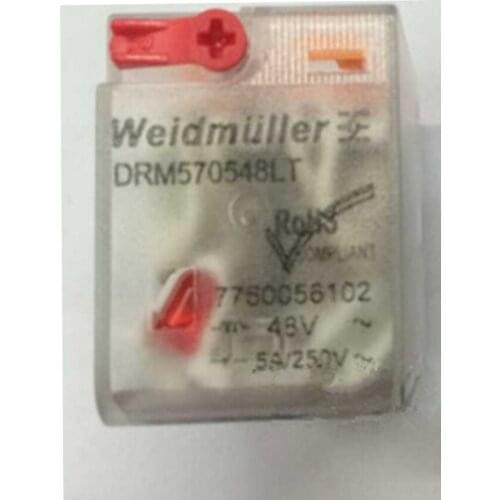 Weidmüller
DRM570548LT
RoHS
COMPLIANT
7760056102
48V ~
5A/250V ~